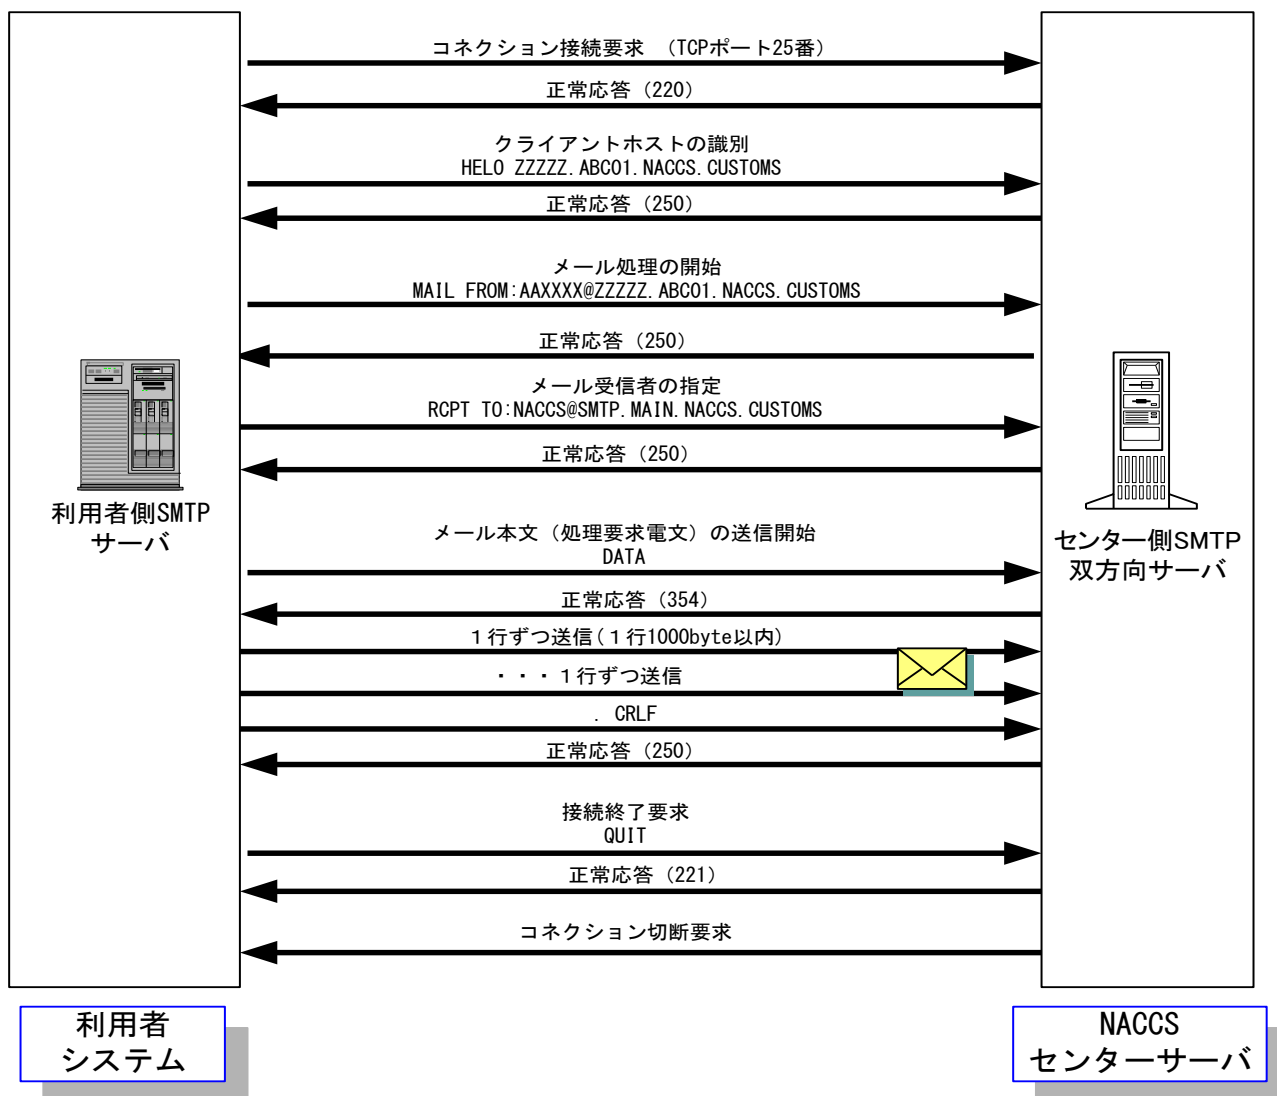 コネクション接続要求 （TCPポート25番）
正常応答（220）
クライアントホストの識別
HELO ZZZZZ.ABC01.NACCS.CUSTOMS
正常応答（250）
メール処理の開始
MAIL FROM:AAXXXX@ZZZZZ.ABC01.NACCS.CUSTOMS
正常応答（250）
メール受信者の指定
RCPT TO:NACCS@SMTP.MAIN.NACCS.CUSTOMS
正常応答（250）
利用者側SMTP
サーバ
センター側SMTP
双方向サーバ
メール本文（処理要求電文）の送信開始
DATA
正常応答（354）
１行ずつ送信(１行1000byte以内)
・・・１行ずつ送信
. CRLF
正常応答（250）
接続終了要求
QUIT
正常応答（221）
コネクション切断要求
利用者
システム
NACCS
センターサーバ